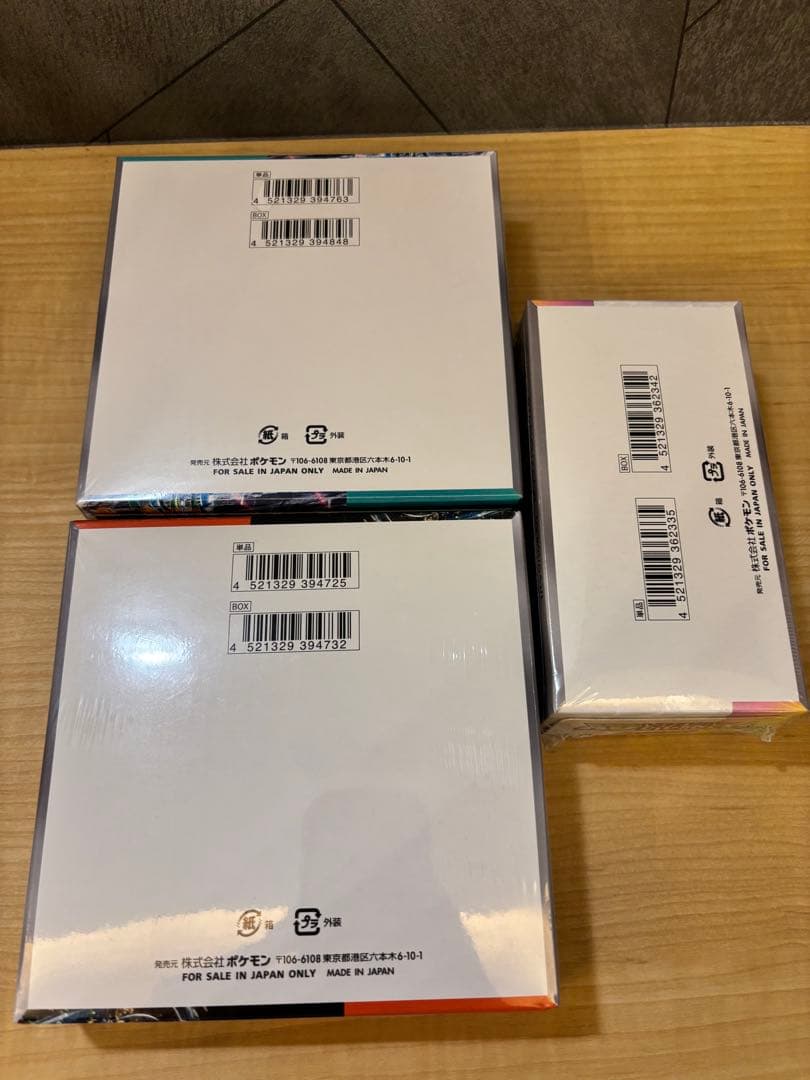 単品
4 521329 394763
BOX
4 521329 394848
紙 箱 プラ 外装
発売元 株式会社ポケモン 〒106-6108 東京都港区六本木6-10-1
FOR SALE IN JAPAN ONLY MADE IN JAPAN
単品
4 521329 394725
BOX
4 521329 394732
紙 箱 プラ 外装
発売元 株式会社ポケモン 〒106-6108 東京都港区六本木6-10-1
FOR SALE IN JAPAN ONLY MADE IN JAPAN
単品
4 521329 362335
BOX
4 521329 362342
紙 箱 プラ 外装
発売元 株式会社ポケモン 〒106-6108 東京都港区六本木6-10-1
FOR SALE IN JAPAN ONLY MADE IN JAPAN